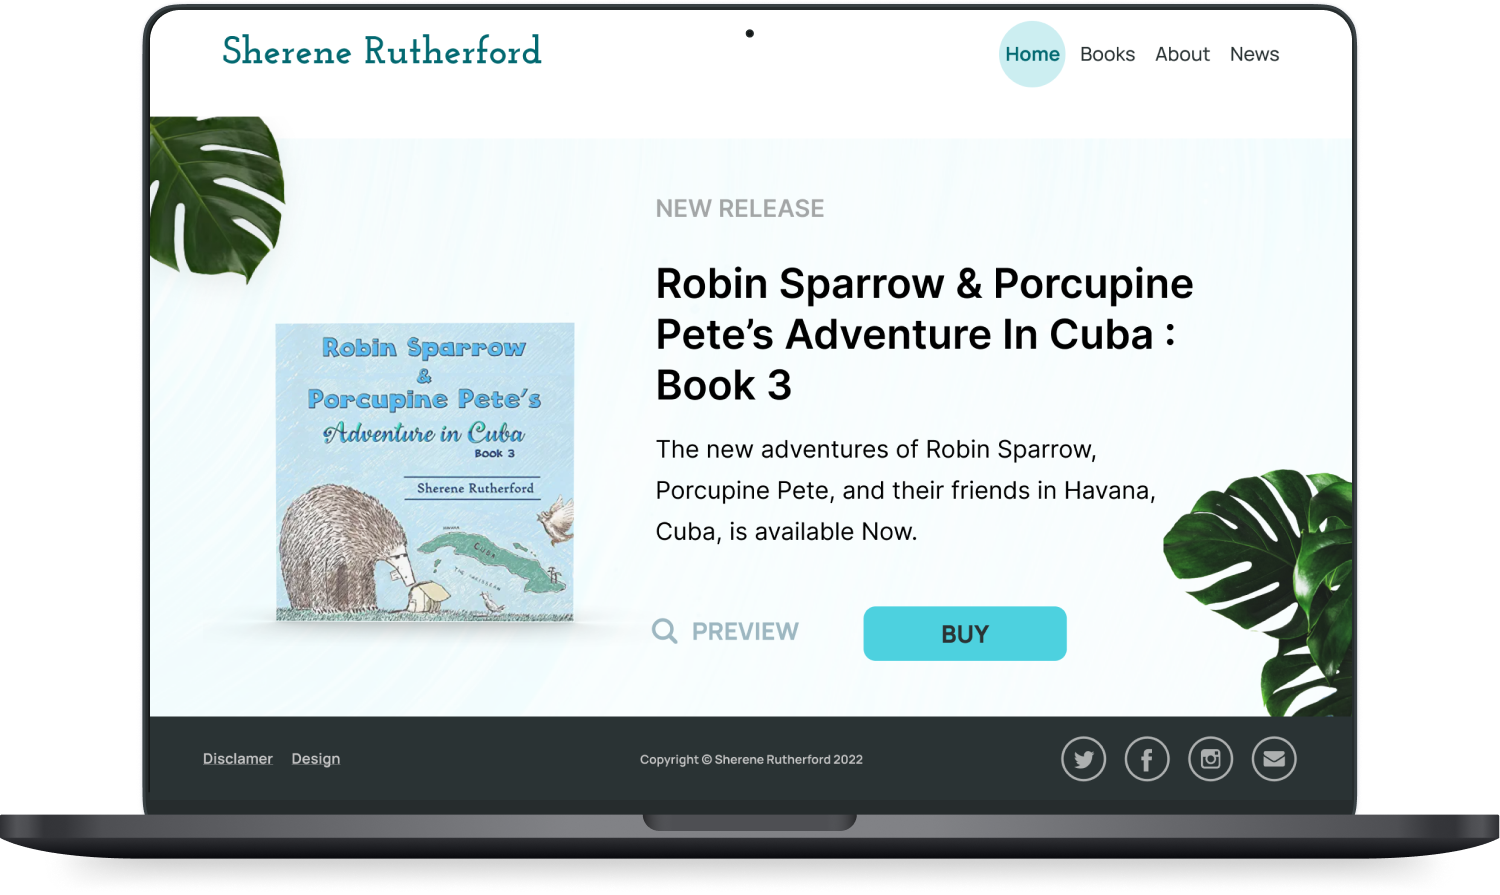 Sherene Rutherford
Home Books About News
NEW RELEASE
Robin Sparrow & Porcupine
Pete’s Adventure In Cuba :
Book 3
The new adventures of Robin Sparrow,
Porcupine Pete, and their friends in Havana,
Cuba, is available Now.
PREVIEW
BUY
Robin Sparrow
&
Porcupine Pete's
Adventure in Cuba
Book 3
Sherene Rutherford
HAVANA
CUBA
THE CARIBBEAN
Disclamer Design
Copyright © Sherene Rutherford 2022